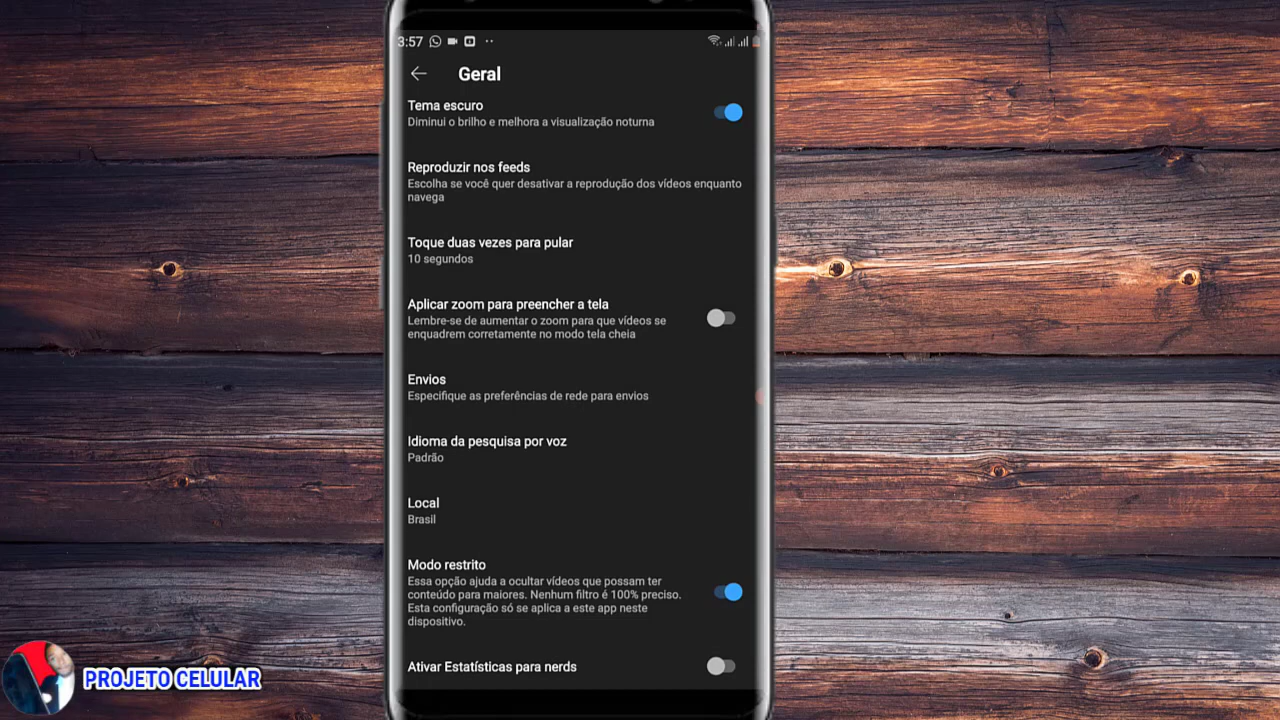 3:57
Geral
Tema escuro
Diminui o brilho e melhora a visualização noturna
Reproduzir nos feeds
Escolha se você quer desativar a reprodução dos vídeos enquanto
navega
Toque duas vezes para pular
10 segundos
Aplicar zoom para preencher a tela
Lembre-se de aumentar o zoom para que vídeos se
enquadrem corretamente no modo tela cheia
Envios
Especifique as preferências de rede para envios
Idioma da pesquisa por voz
Padrão
Local
Brasil
Modo restrito
Essa opção ajuda a ocultar vídeos que possam ter
conteúdo para maiores. Nenhum filtro é 100% preciso.
Esta configuração só se aplica a este app neste
dispositivo.
Ativar Estatísticas para nerds
PROJETO CELULAR